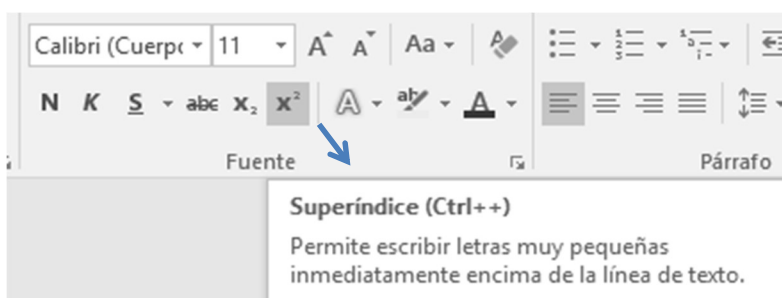 Calibri (Cuerpo 11 A A Aa
N K S abc x₂ x² A ab A
Fuente
Párrafo
Superíndice (Ctrl++)
Permite escribir letras muy pequeñas
inmediatamente encima de la línea de texto.